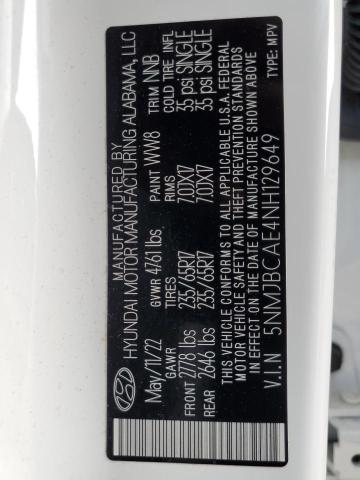 MANUFACTURED BY
HYUNDAI MOTOR MANUFACTURING ALABAMA, LLC
May/11/22 GVWR 4761 lbs PAINT WW8 TRIM NNB
GAWR TIRES RIMS COLD TIRE INFL
FRONT 2778 lbs 235/65R17 7.0JX17 35 psi SINGLE
REAR 2646 lbs 235/65R17 7.0JX17 35 psi SINGLE
THIS VEHICLE CONFORMS TO ALL APPLICABLE U.S.A. FEDERAL
MOTOR VEHICLE SAFETY AND THEFT PREVENTION STANDARDS
IN EFFECT ON THE DATE OF MANUFACTURE SHOWN ABOVE
V.I.N 5NMJBCAE4NH129649 TYPE: MPV